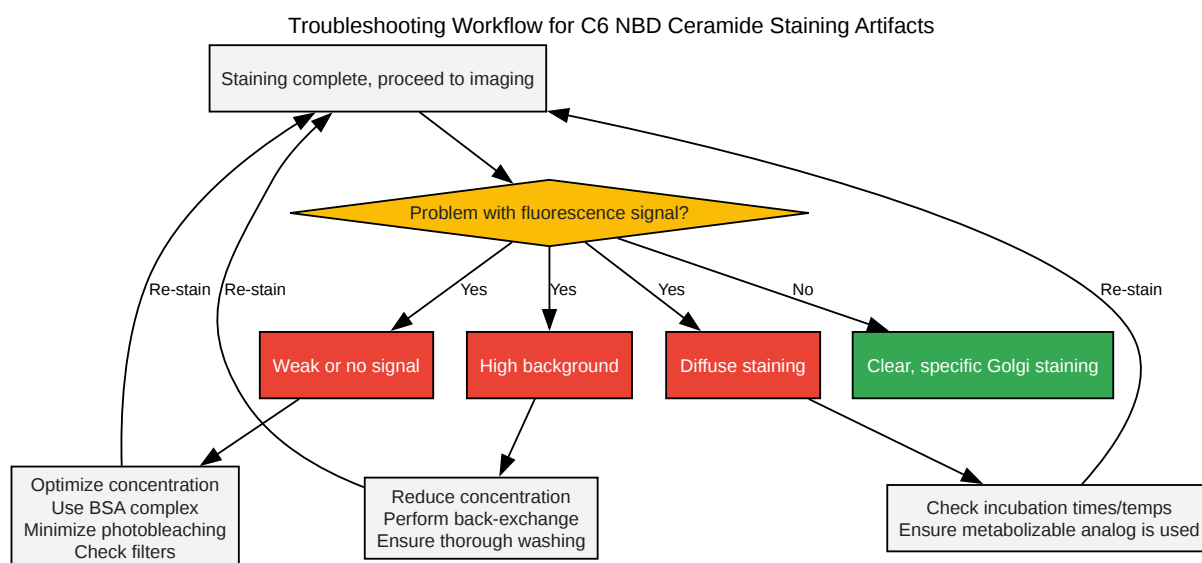 Troubleshooting Workflow for C6 NBD Ceramide Staining Artifacts
Staining complete, proceed to imaging
Problem with fluorescence signal?
Re-stain
Re-stain
Yes
Yes
Yes
No
Re-stain
Weak or no signal
High background
Diffuse staining
Clear, specific Golgi staining
Optimize concentration
Use BSA complex
Minimize photobleaching
Check filters
Reduce concentration
Perform back-exchange
Ensure thorough washing
Check incubation times/temps
Ensure metabolizable analog is used